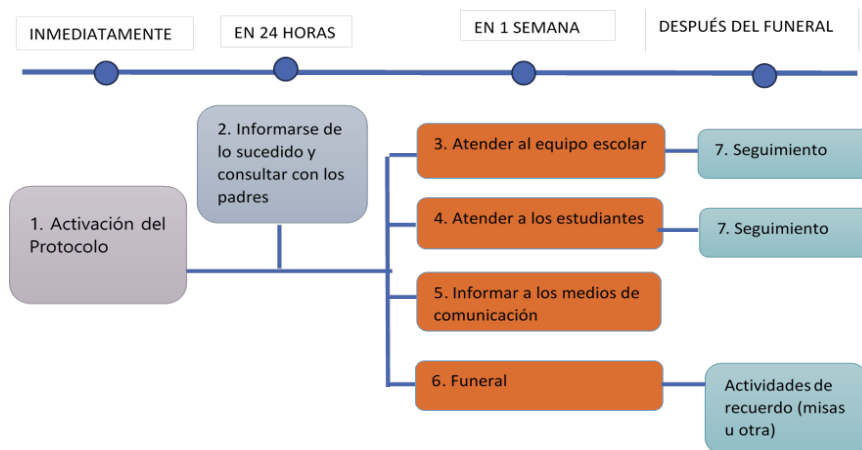 INMEDIATAMENTE
EN 24 HORAS
EN 1 SEMANA
DESPUÉS DEL FUNERAL
1. Activación del
Protocolo
2. Informarse de
lo sucedido y
consultar con los
padres
3. Atender al equipo escolar
7. Seguimiento
4. Atender a los estudiantes
7. Seguimiento
5. Informar a los medios de
comunicación
6. Funeral
Actividades de
recuerdo (misas
u otra)